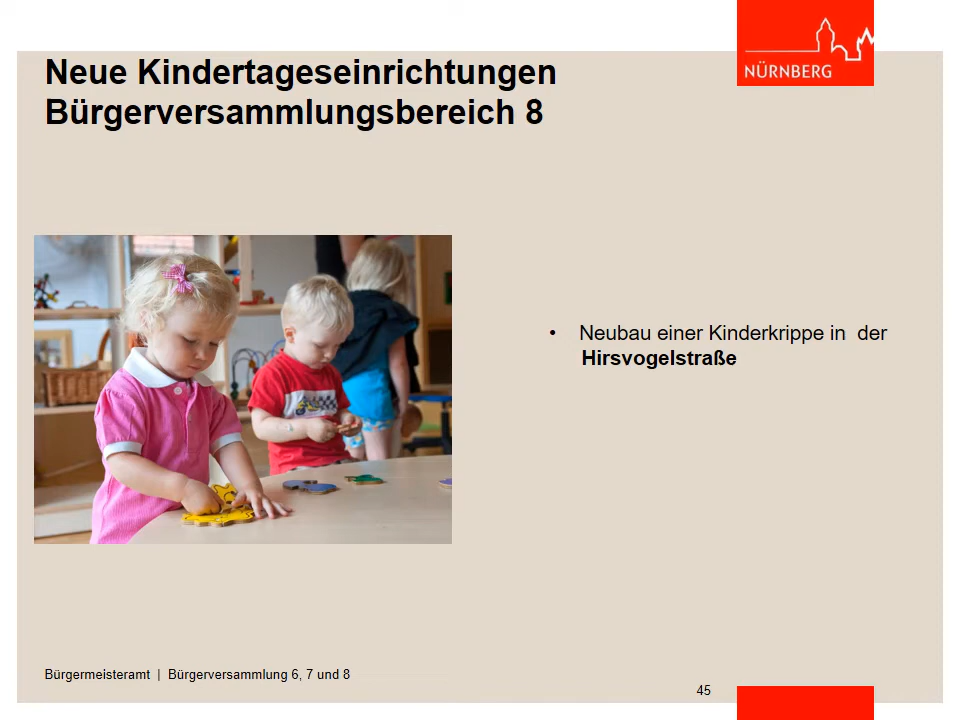 NÜRNBERG
Neue Kindertageseinrichtungen
Bürgerversammlungsbereich 8
• Neubau einer Kinderkrippe in der
Hirsvogelstraße
Bürgermeisteramt | Bürgerversammlung 6, 7 und 8
45